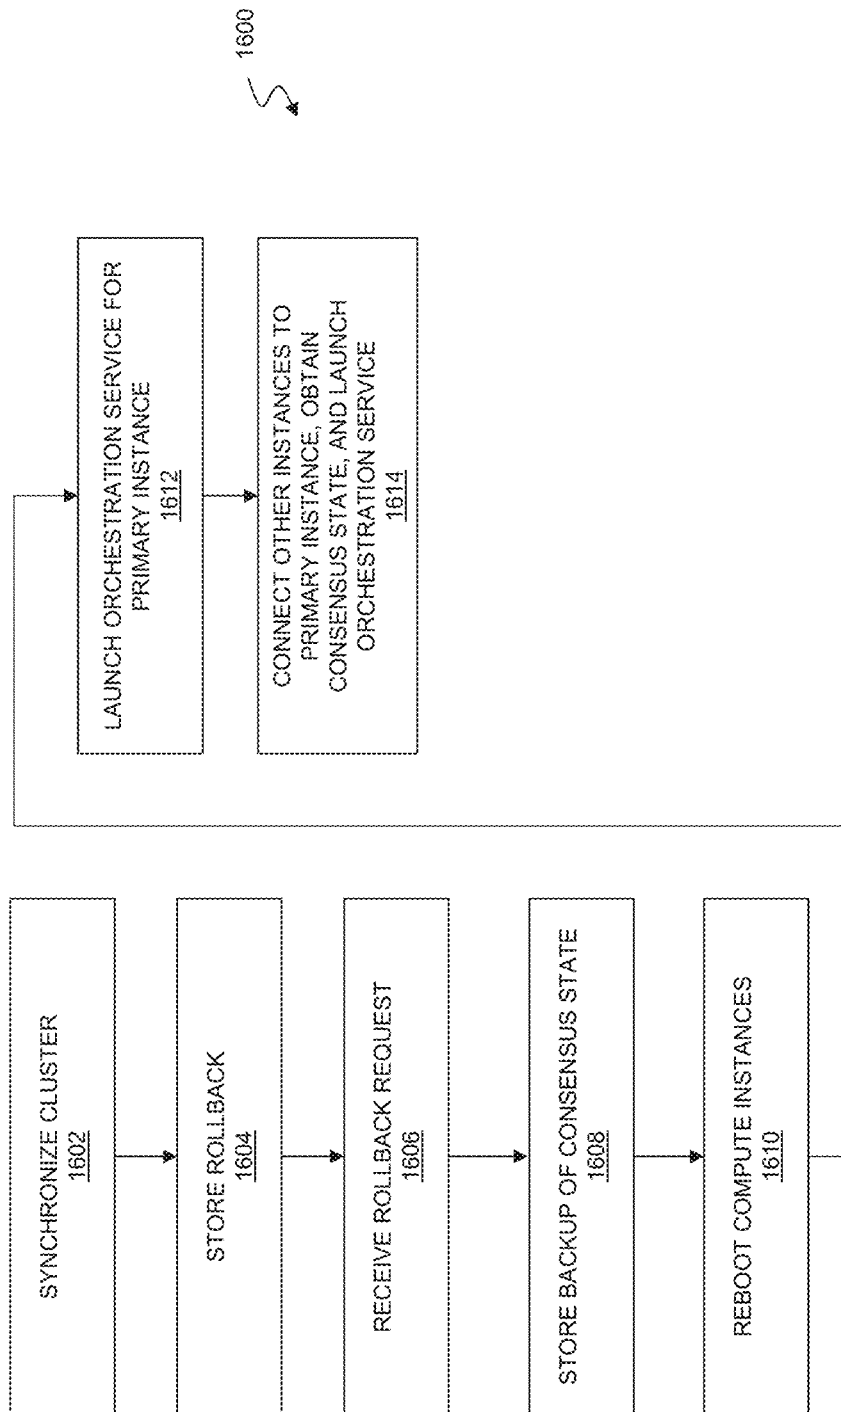 SYNCHRONIZE CLUSTER
1602
STORE ROLLBACK
1604
RECEIVE ROLLBACK REQUEST
1606
STORE BACKUP OF CONSENSUS STATE
1608
REBOOT COMPUTE INSTANCES
1610
LAUNCH ORCHESTRATION SERVICE FOR
PRIMARY INSTANCE
1612
CONNECT OTHER INSTANCES TO
PRIMARY INSTANCE, OBTAIN
CONSENSUS STATE, AND LAUNCH
ORCHESTRATION SERVICE
1614
1600